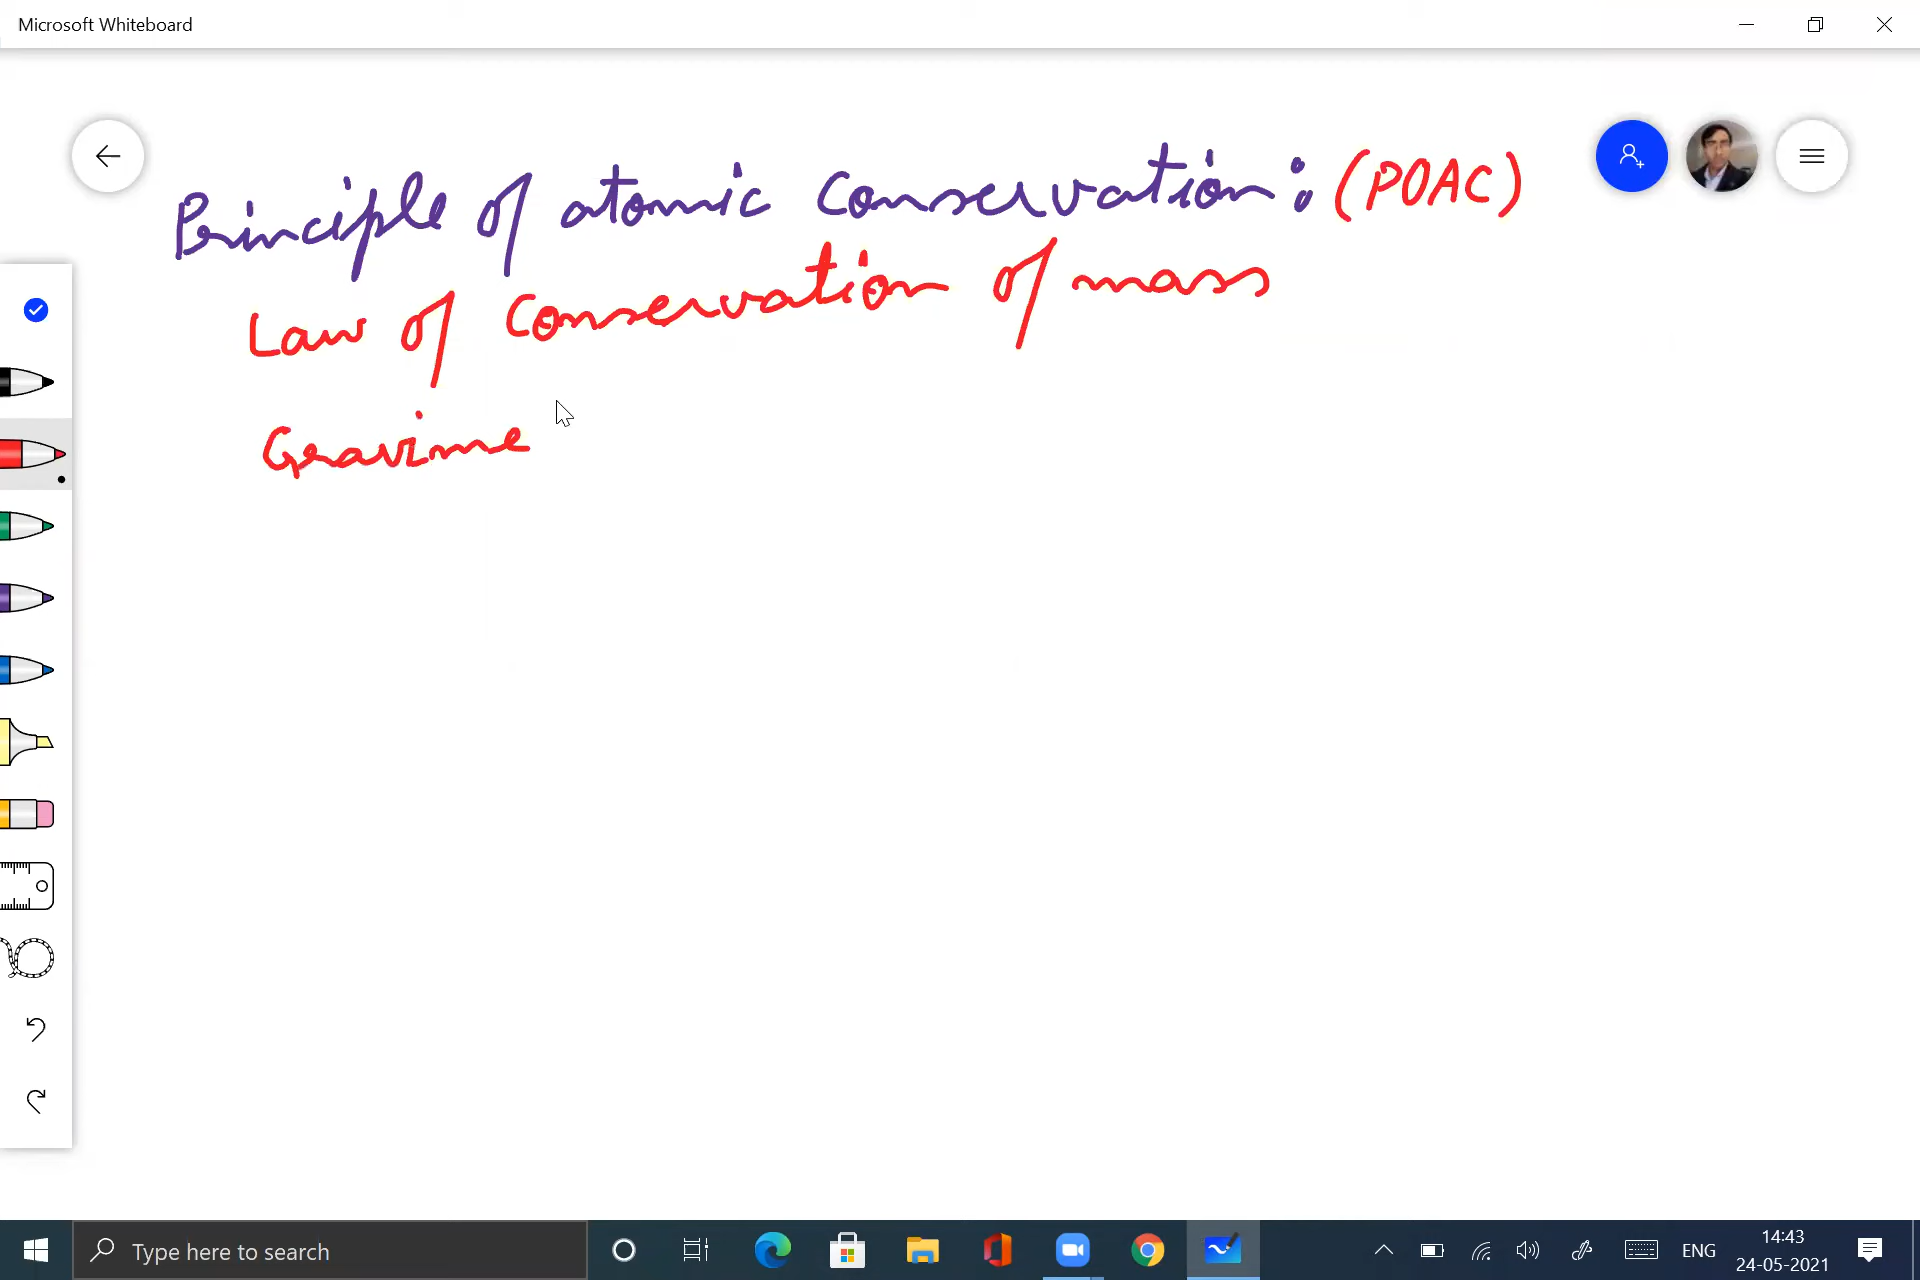 Microsoft Whiteboard
Principle of atomic conservation: (POAC)
Law of conservation of mass
Gravime
Type here to search
ENG
14:43
24-05-2021